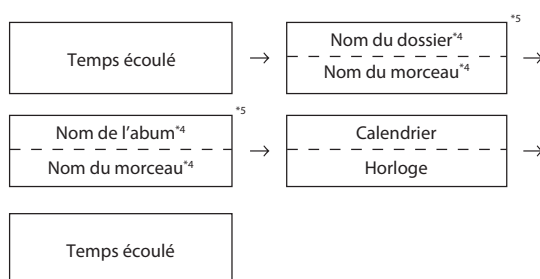 *5
Temps écoulé → Nom du dossier*4 →
Nom du morceau*4
*5
Nom de l'abum*4 → Calendrier →
Nom du morceau*4 Horloge
Temps écoulé